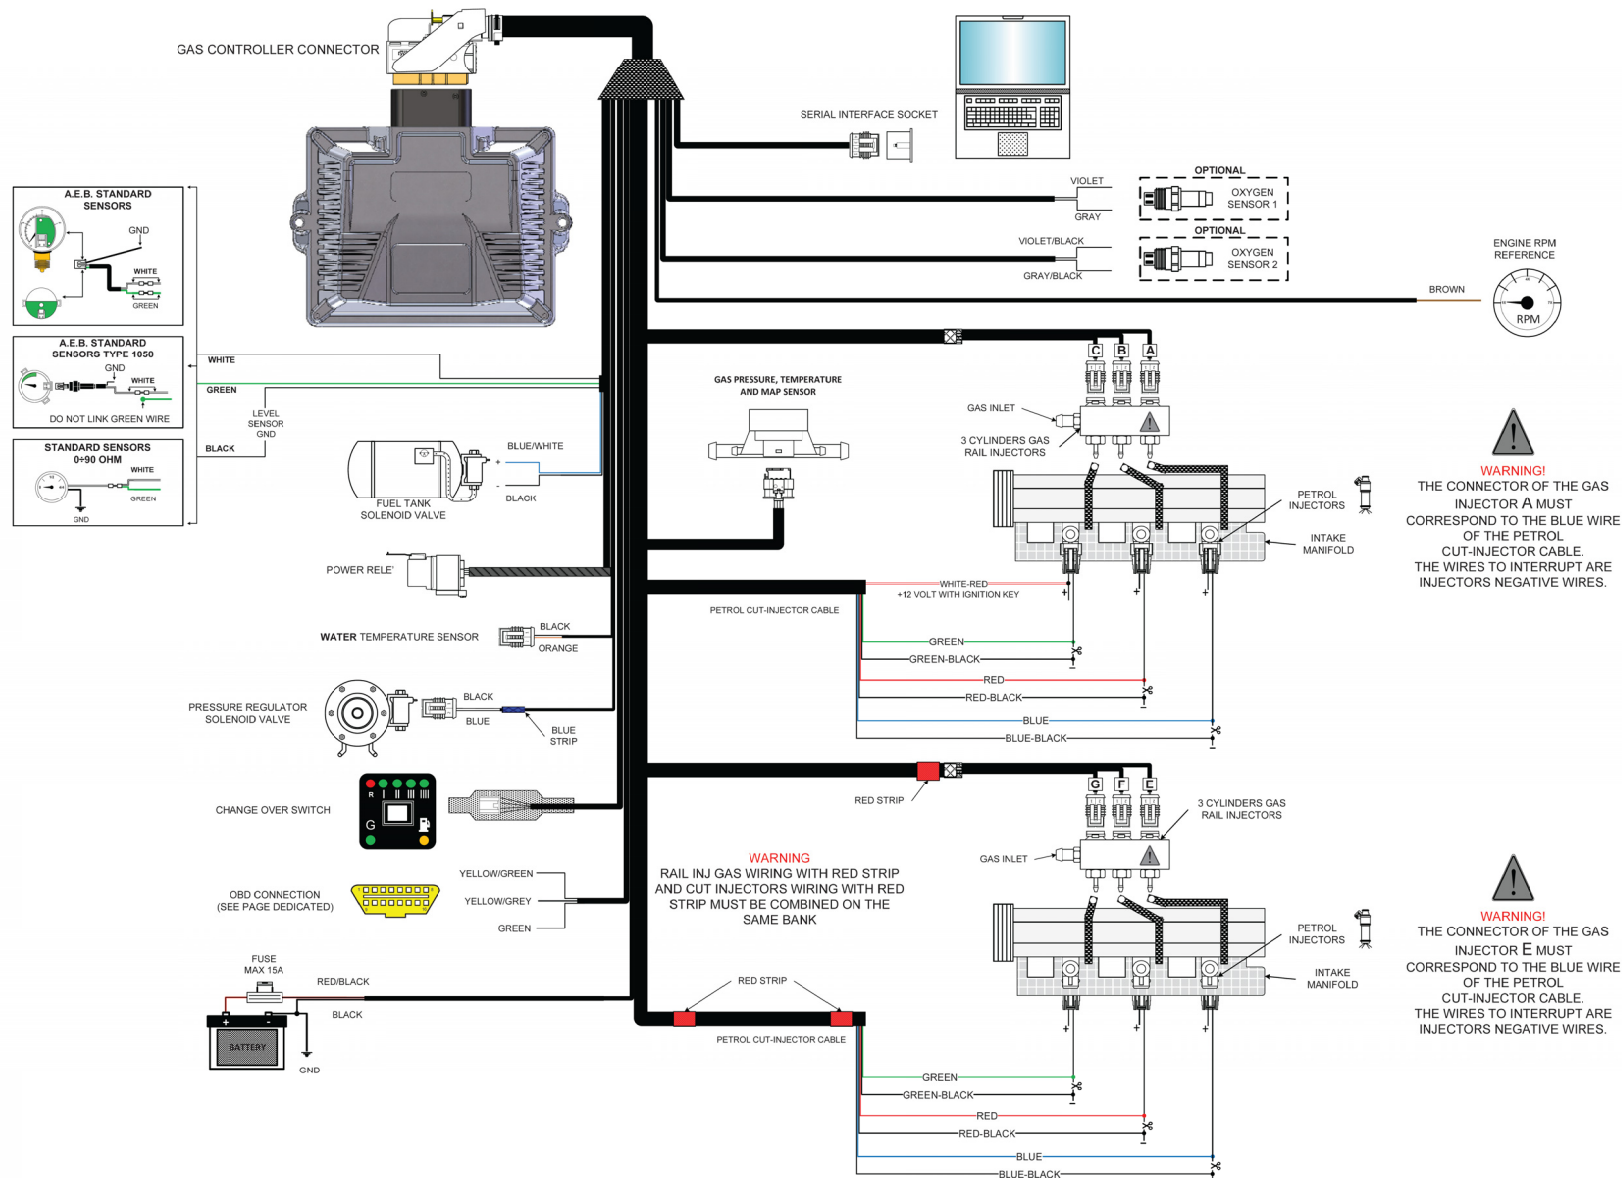 GAS CONTROLLER CONNECTOR
SERIAL INTERFACE SOCKET
VIOLET
GRAY
OPTIONAL
OXYGEN
SENSOR 1
VIOLET/BLACK
GRAY/BLACK
OPTIONAL
OXYGEN
SENSOR 2
ENGINE RPM
REFERENCE
BROWN
RPM
A.E.B. STANDARD
SENSORS
GND
WHITE
GREEN
A.E.B. STANDARD
SENSORS TYPE 1050
GND
WHITE
DO NOT LINK GREEN WIRE
STANDARD SENSORS
0÷90 OHM
WHITE
GREEN
GND
WHITE
GREEN
LEVEL
SENSOR
GND
BLACK
BLUE/WHITE
+
-
BLACK
FUEL TANK
SOLENOID VALVE
POWER RELE'
WATER TEMPERATURE SENSOR
BLACK
ORANGE
PRESSURE REGULATOR
SOLENOID VALVE
BLACK
BLUE
BLUE
STRIP
CHANGE OVER SWITCH
R I II III IIII
G
OBD CONNECTION
(SEE PAGE DEDICATED)
YELLOW/GREEN
YELLOW/GREY
GREEN
FUSE
MAX 15A
RED/BLACK
BLACK
+ -
BATTERY
GND
GAS PRESSURE, TEMPERATURE
AND MAP SENSOR
C B A
GAS INLET
3 CYLINDERS GAS
RAIL INJECTORS
PETROL
INJECTORS
INTAKE
MANIFOLD
WARNING!
THE CONNECTOR OF THE GAS
INJECTOR A MUST
CORRESPOND TO THE BLUE WIRE
OF THE PETROL
CUT-INJECTOR CABLE.
THE WIRES TO INTERRUPT ARE
INJECTORS NEGATIVE WIRES.
PETROL CUT-INJECTOR CABLE
WHITE-RED
+12 VOLT WITH IGNITION KEY
+ + +
GREEN
GREEN-BLACK
-
RED
RED-BLACK
-
BLUE
BLUE-BLACK
-
RED STRIP
G F E
3 CYLINDERS GAS
RAIL INJECTORS
GAS INLET
WARNING
RAIL INJ GAS WIRING WITH RED STRIP
AND CUT INJECTORS WIRING WITH RED
STRIP MUST BE COMBINED ON THE
SAME BANK
PETROL
INJECTORS
INTAKE
MANIFOLD
WARNING!
THE CONNECTOR OF THE GAS
INJECTOR E MUST
CORRESPOND TO THE BLUE WIRE
OF THE PETROL
CUT-INJECTOR CABLE.
THE WIRES TO INTERRUPT ARE
INJECTORS NEGATIVE WIRES.
RED STRIP
PETROL CUT-INJECTOR CABLE
+ + +
GREEN
GREEN-BLACK
-
RED
RED-BLACK
-
BLUE
BLUE-BLACK